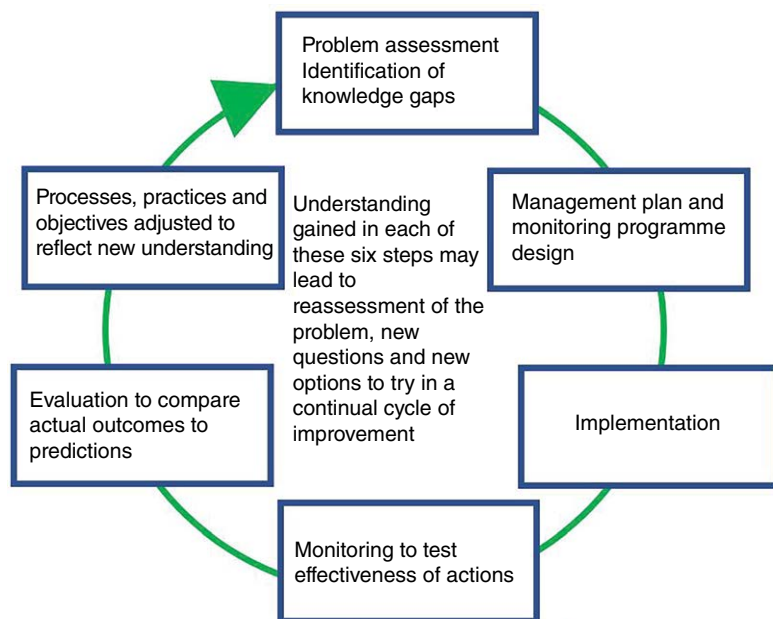 Problem assessment
Identification of
knowledge gaps
Management plan and
monitoring programme
design
Implementation
Monitoring to test
effectiveness of actions
Evaluation to compare
actual outcomes to
predictions
Processes, practices and
objectives adjusted to
reflect new understanding
Understanding
gained in each of
these six steps may
lead to
reassessment of the
problem, new
questions and new
options to try in a
continual cycle of
improvement